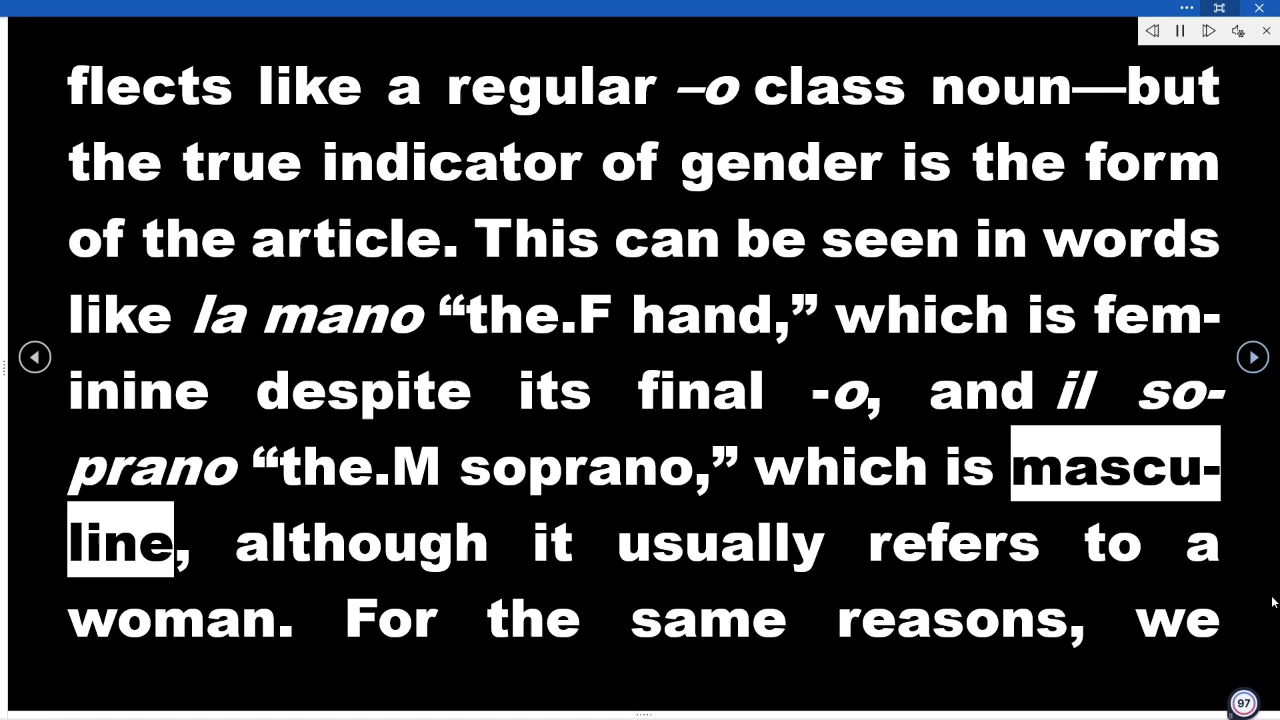 flects like a regular –o class noun—but
the true indicator of gender is the form
of the article. This can be seen in words
like la mano “the.F hand,” which is fem-
inine despite its final -o, and il so-
prano “the.M soprano,” which is mascu-
line, although it usually refers to a
woman. For the same reasons, we
97